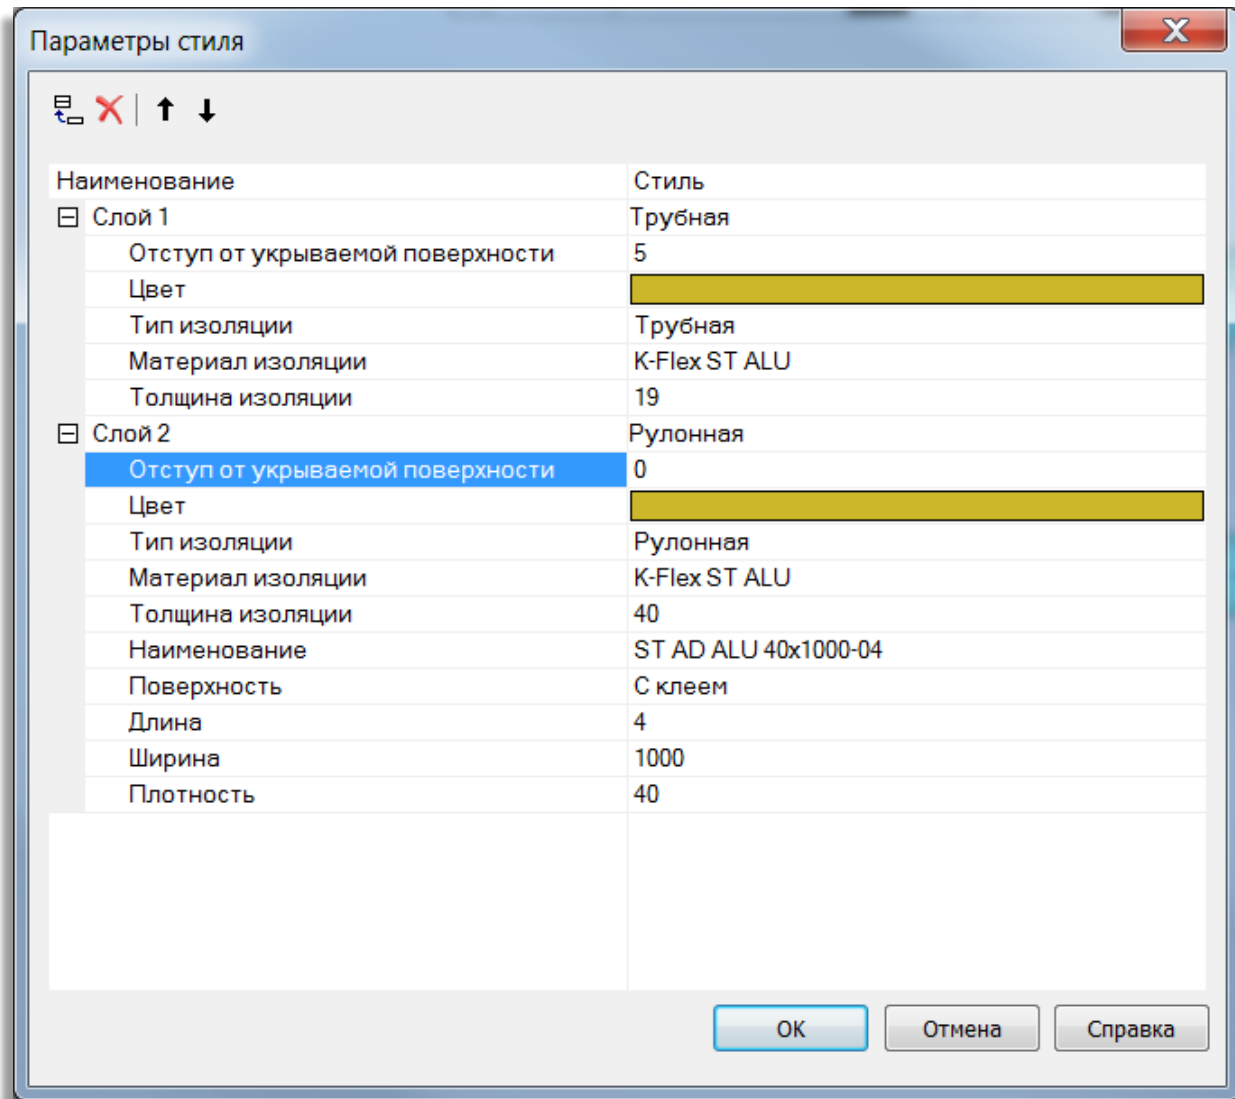 Параметры стиля
Наименование Стиль
Слой 1 Трубная
Отступ от укрываемой поверхности 5
Цвет
Тип изоляции Трубная
Материал изоляции K-Flex ST ALU
Толщина изоляции 19
Слой 2 Рулонная
Отступ от укрываемой поверхности 0
Цвет
Тип изоляции Рулонная
Материал изоляции K-Flex ST ALU
Толщина изоляции 40
Наименование ST AD ALU 40x1000-04
Поверхность С клеем
Длина 4
Ширина 1000
Плотность 40
ОК Отмена Справка